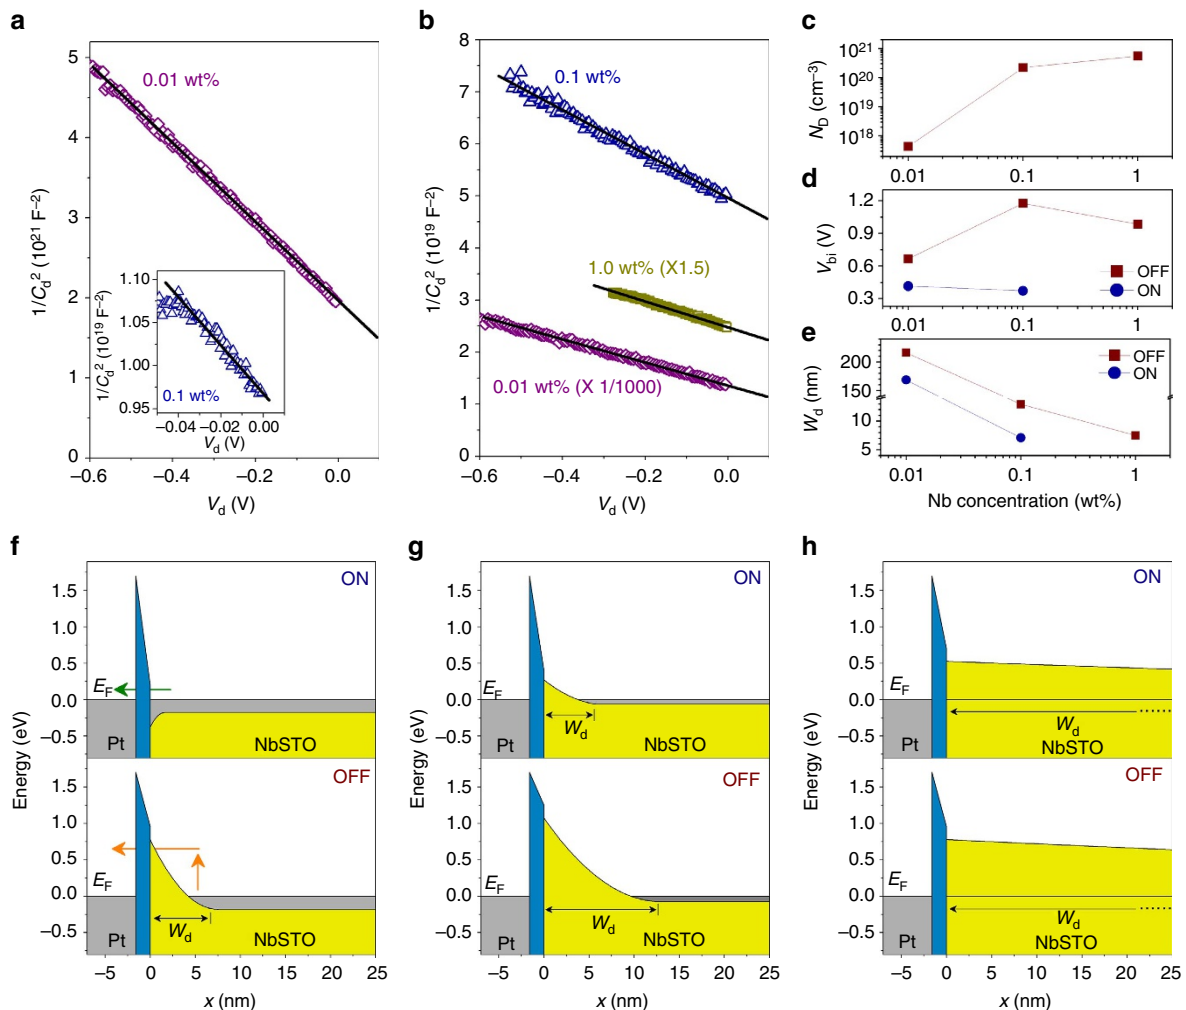 a
5
4
3
2
1
0
1/C_d^2 (10^21 F^−2)
0.01 wt%
1.10
1.05
1.00
0.95
1/C_d^2 (10^19 F^−2)
0.1 wt%
−0.04 −0.02 0.00
V_d (V)
−0.6 −0.4 −0.2 0.0
V_d (V)
b
8
7
6
5
4
3
2
1
0
1/C_d^2 (10^19 F^−2)
0.1 wt%
1.0 wt% (X1.5)
0.01 wt% (X 1/1000)
−0.6 −0.4 −0.2 0.0
V_d (V)
c
10^21
10^20
10^19
10^18
N_D (cm^−3)
0.01 0.1 1
d
1.2
0.9
0.6
0.3
V_bi (V)
OFF
ON
0.01 0.1 1
e
200
150
10
5
W_d (nm)
OFF
ON
0.01 0.1 1
Nb concentration (wt%)
f
Energy (eV)
1.5
1.0
0.5
0.0
−0.5
ON
E_F
Pt
NbSTO
1.5
1.0
0.5
0.0
−0.5
OFF
E_F
W_d
Pt
NbSTO
−5 0 5 10 15 20 25
x (nm)
g
Energy (eV)
1.5
1.0
0.5
0.0
−0.5
ON
E_F
W_d
Pt
NbSTO
1.5
1.0
0.5
0.0
−0.5
OFF
E_F
W_d
Pt
NbSTO
−5 0 5 10 15 20 25
x (nm)
h
Energy (eV)
1.5
1.0
0.5
0.0
−0.5
ON
E_F
W_d
Pt
NbSTO
1.5
1.0
0.5
0.0
−0.5
OFF
E_F
W_d
Pt
NbSTO
−5 0 5 10 15 20 25
x (nm)